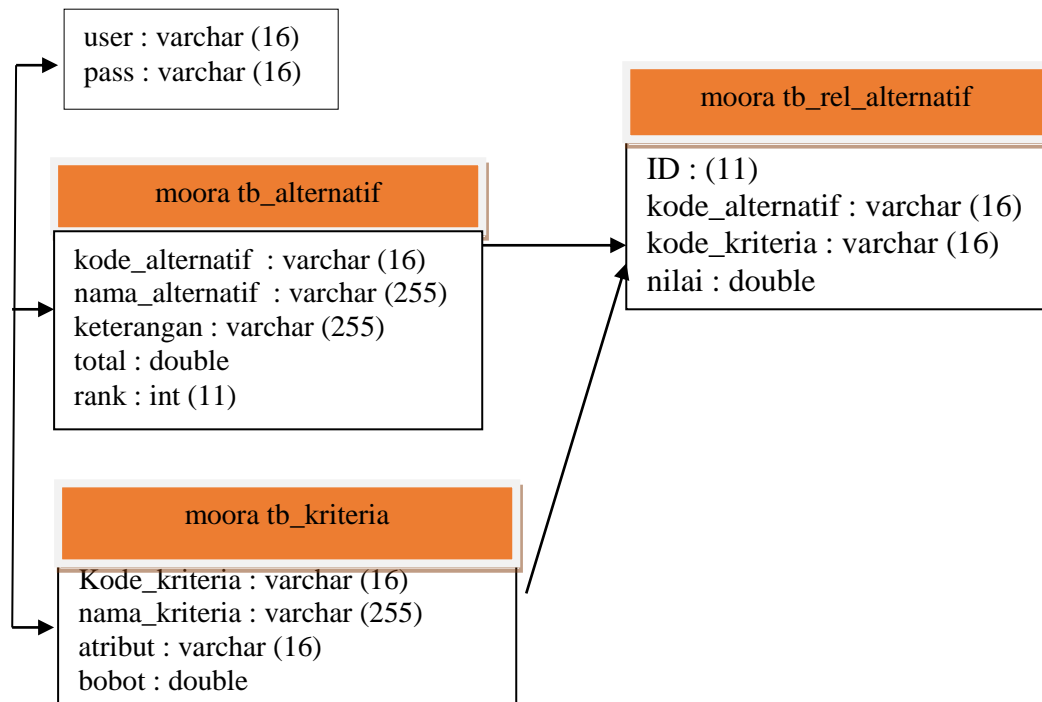 user : varchar (16)
pass : varchar (16)
moora tb_alternatif
kode_alternatif : varchar (16)
nama_alternatif : varchar (255)
keterangan : varchar (255)
total : double
rank : int (11)
moora tb_kriteria
Kode_kriteria : varchar (16)
nama_kriteria : varchar (255)
atribut : varchar (16)
bobot : double
moora tb_rel_alternatif
ID : (11)
kode_alternatif : varchar (16)
kode_kriteria : varchar (16)
nilai : double